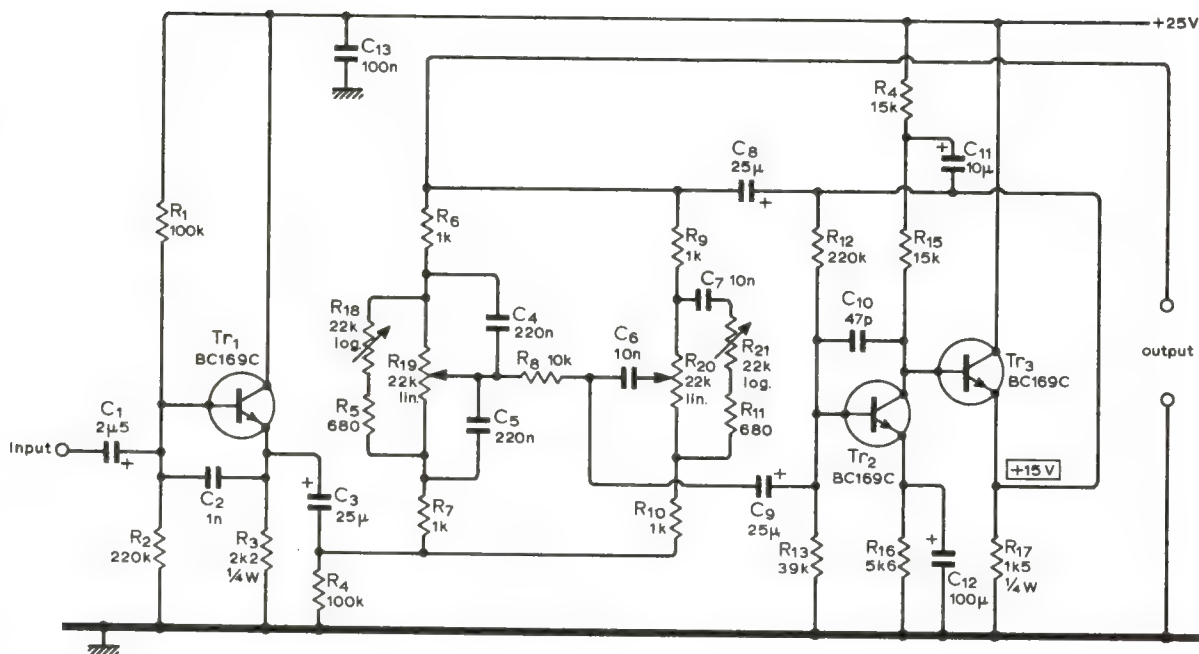 +25V
C13
100n
R4
15k
C8
25μ
+
C11
10μ
+
R1
100k
R6
1k
R9
1k
R12
220k
R15
15k
C7 10n
R18
22k
log.
C4
220n
C10
47p
Tr1
BC169C
R19
22k
lin.
R8 10k
C6
10n
R20
22k
lin.
R21
22k
log.
Tr3
BC169C
output
R5
680
C5
220n
R11
680
C1
2μ5
+
Input
Tr2
BC169C
+15V
C2
1n
+
C3
25μ
R7
1k
R10
1k
C9
25μ
+
R2
220k
R3
2k2
1/4W
R4
100k
R13
39k
R16
5k6
+
C12
100μ
R17
1k5
1/4W